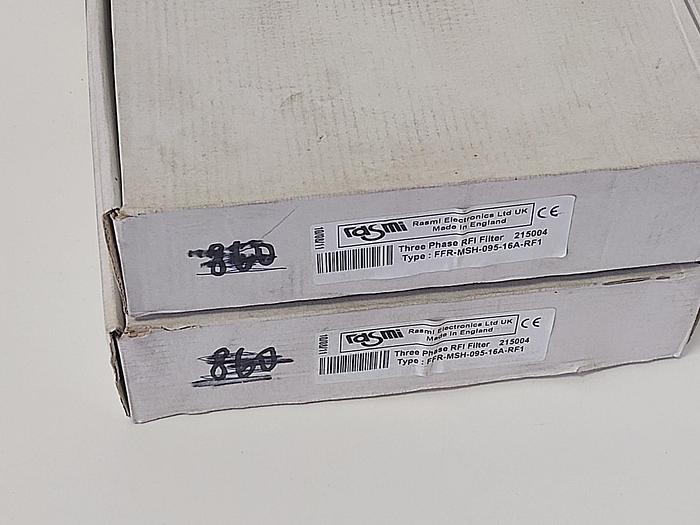 860
rasmi
Rasmi Electronics Ltd UK
Made in England
CE
Three Phase RFI Filter 215004
Type : FFR-MSH-095-16A-RF1
860
rasmi
Rasmi Electronics Ltd UK
Made in England
CE
Three Phase RFI Filter 215004
Type : FFR-MSH-095-16A-RF1